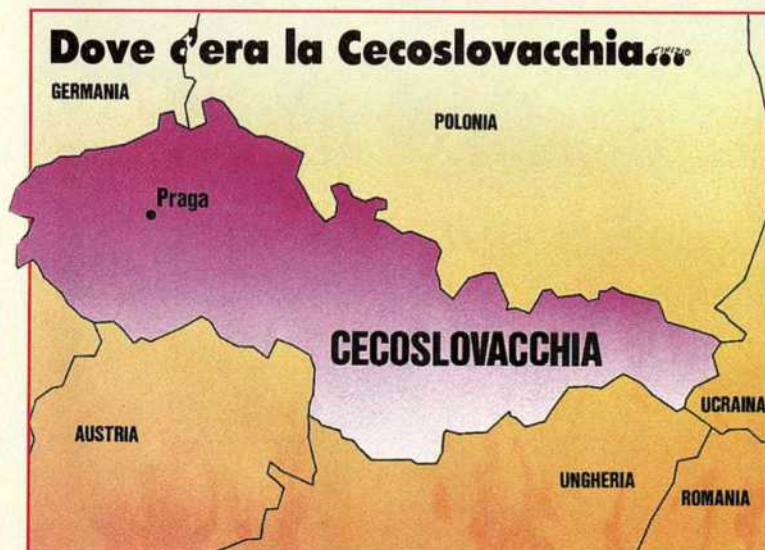 Dove c'era la Cecoslovacchia...
GERMANIA
POLONIA
Praga
CECOSLOVACCHIA
UCRAINA
AUSTRIA
UNGHERIA
ROMANIA